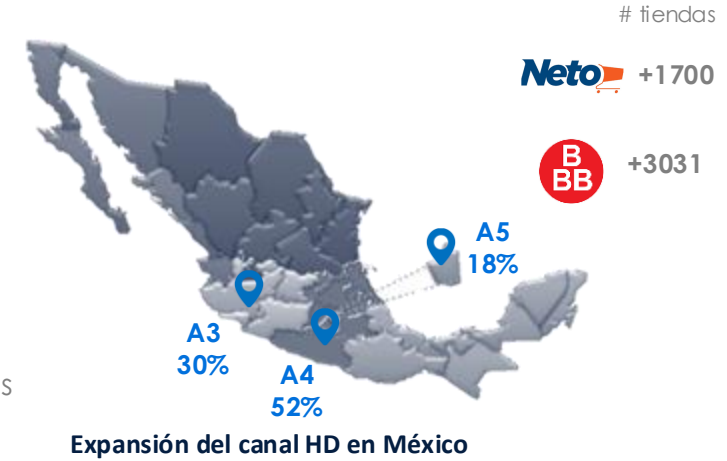 # tiendas
Neto +1700
B
BB
+3031
A5
18%
A3
30%
A4
52%
S
Expansión del canal HD en México